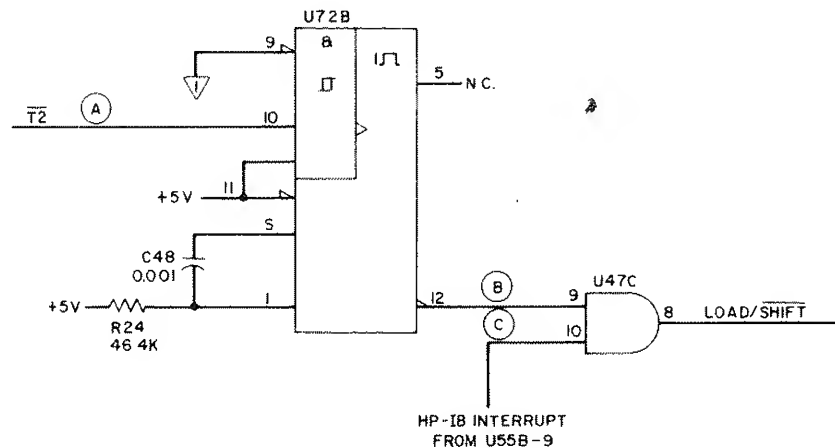 U72B
9
&
1
1
5
N.C.
T2
A
10
11
+5V
S
C48
0.001
+5V
R24
46.4K
1
12
B
C
9
10
U47C
8
LOAD/SHIFT
HP-IB INTERRUPT
FROM U55B-9